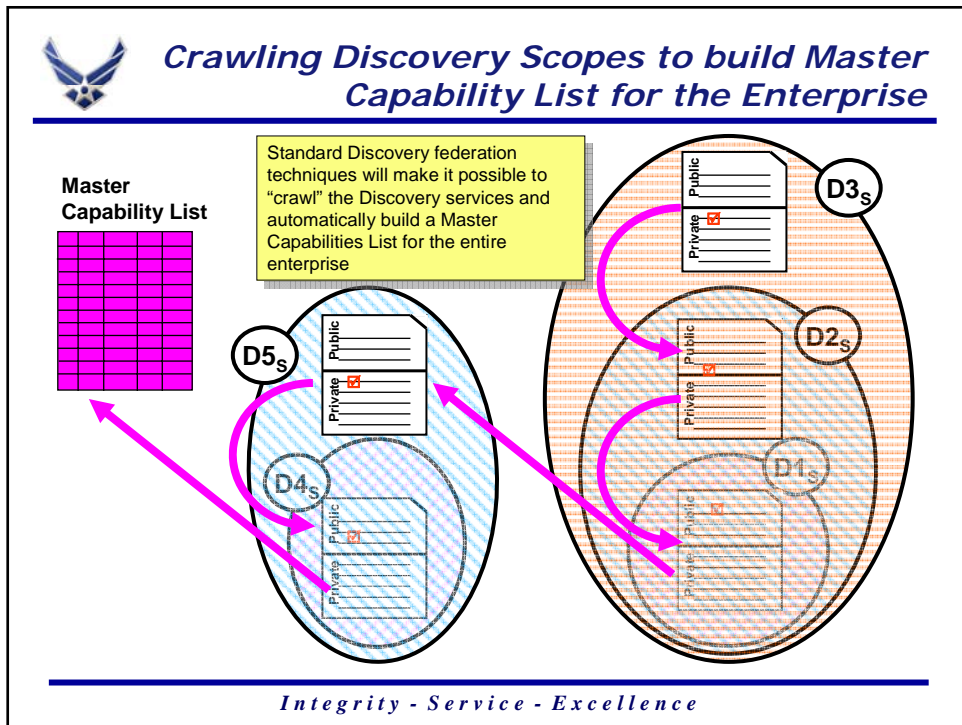 Crawling Discovery Scopes to build Master
Capability List for the Enterprise
Standard Discovery federation
techniques will make it possible to
“crawl” the Discovery services and
automatically build a Master
Capabilities List for the entire
enterprise
Master
Capability List
Public
Private
D3S
Public
Private
D2S
Public
Private
D1S
Public
Private
D5S
Public
Private
D4S
Integrity - Service - Excellence